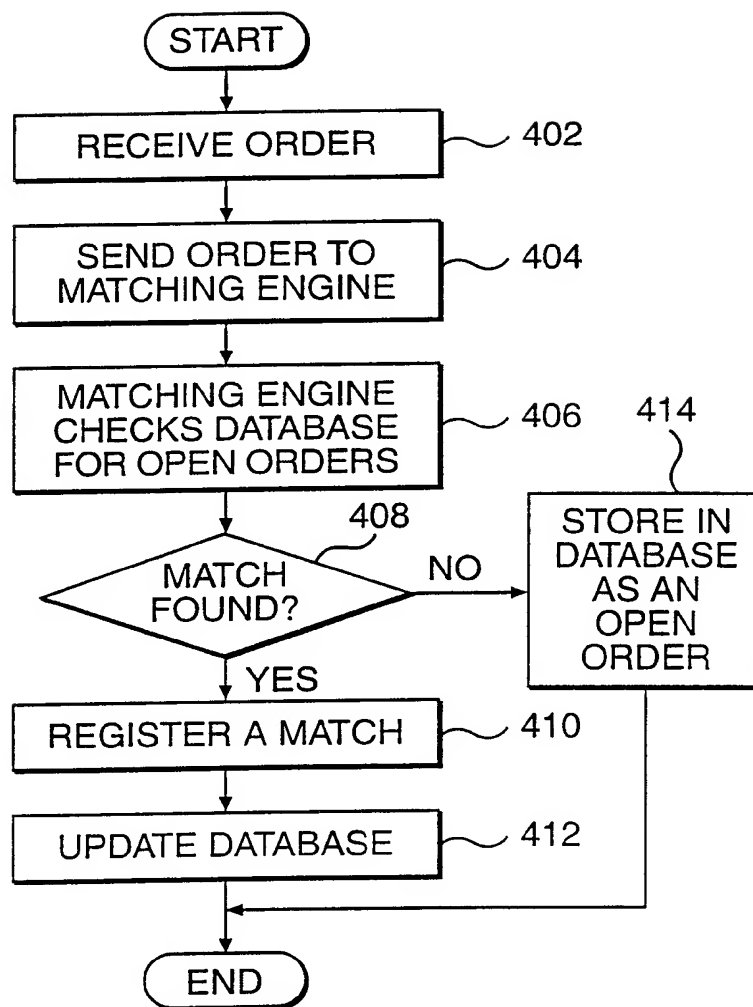 START
RECEIVE ORDER
402
SEND ORDER TO
MATCHING ENGINE
404
MATCHING ENGINE
CHECKS DATABASE
FOR OPEN ORDERS
406
414
408
MATCH
FOUND?
NO
STORE IN
DATABASE
AS AN
OPEN
ORDER
YES
REGISTER A MATCH
410
UPDATE DATABASE
412
END